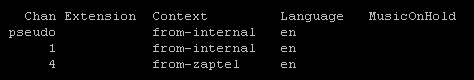 Chan Extension Context Language MusicOnHold
pseudo from-internal en
1 from-internal en
4 from-zaptel en